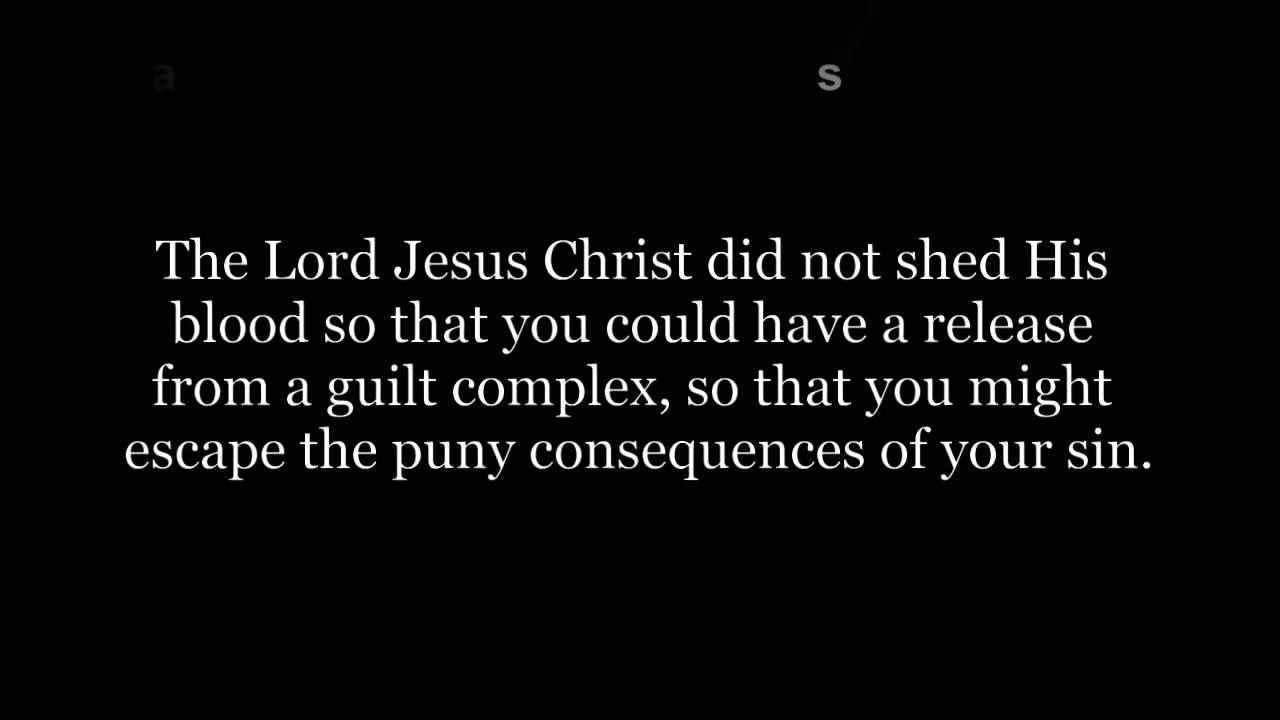 a s
The Lord Jesus Christ did not shed His
blood so that you could have a release
from a guilt complex, so that you might
escape the puny consequences of your sin.